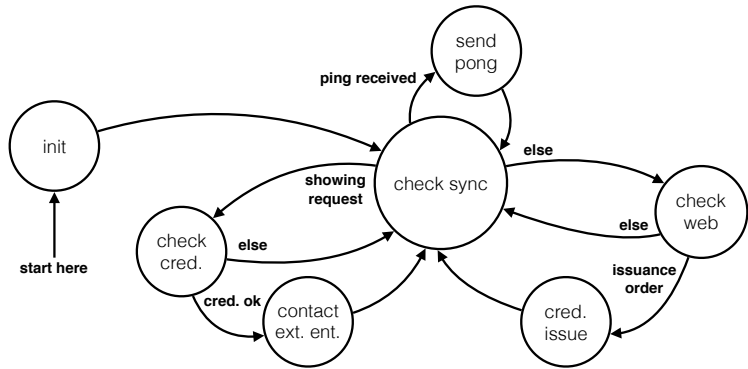 send
pong
ping received
init
check sync
else
showing
request
check
web
check
cred.
else
else
start here
cred. ok
contact
ext. ent.
cred.
issue
issuance
order